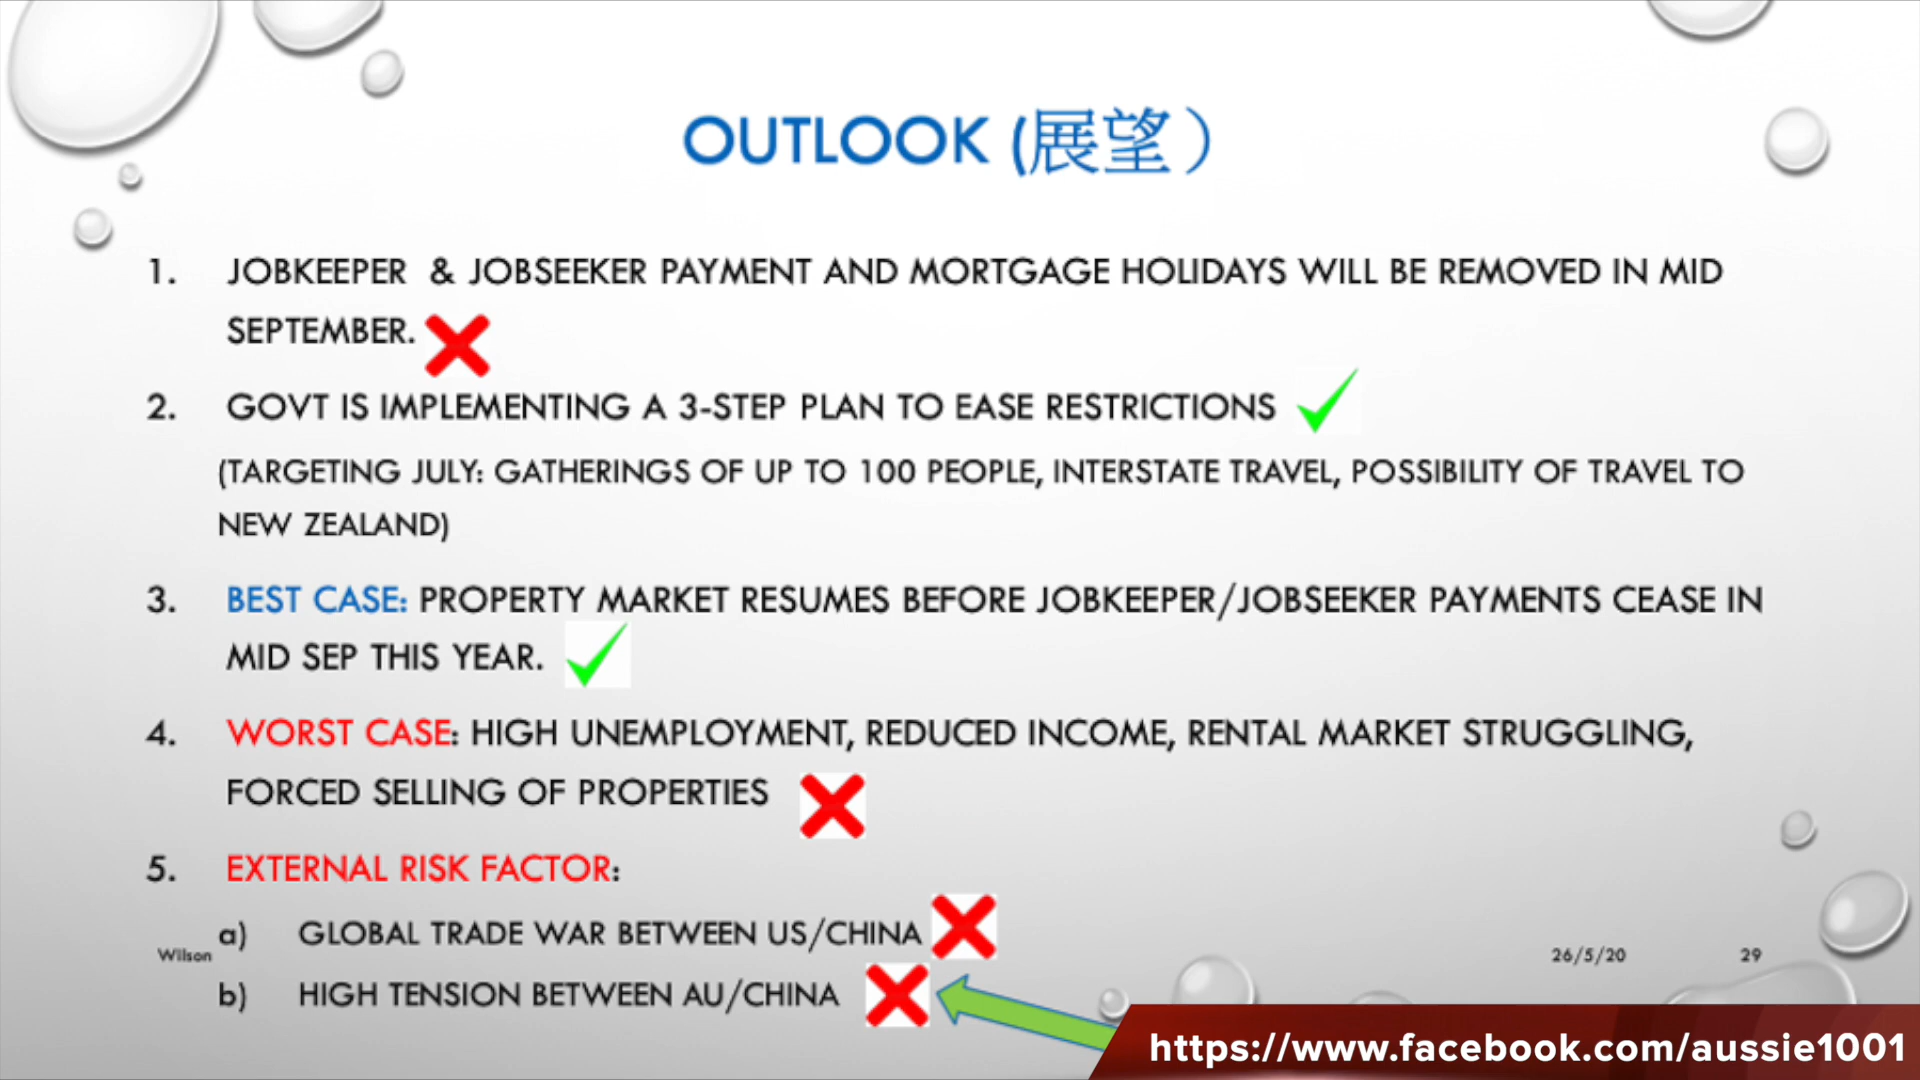 OUTLOOK (展望）
1. JOBKEEPER & JOBSEEKER PAYMENT AND MORTGAGE HOLIDAYS WILL BE REMOVED IN MID
SEPTEMBER.
2. GOVT IS IMPLEMENTING A 3-STEP PLAN TO EASE RESTRICTIONS
(TARGETING JULY: GATHERINGS OF UP TO 100 PEOPLE, INTERSTATE TRAVEL, POSSIBILITY OF TRAVEL TO
NEW ZEALAND)
3. BEST CASE: PROPERTY MARKET RESUMES BEFORE JOBKEEPER/JOBSEEKER PAYMENTS CEASE IN
MID SEP THIS YEAR.
4. WORST CASE: HIGH UNEMPLOYMENT, REDUCED INCOME, RENTAL MARKET STRUGGLING,
FORCED SELLING OF PROPERTIES
5. EXTERNAL RISK FACTOR:
a) GLOBAL TRADE WAR BETWEEN US/CHINA
Wilson 26/5/20 29
b) HIGH TENSION BETWEEN AU/CHINA
https://www.facebook.com/aussie1001